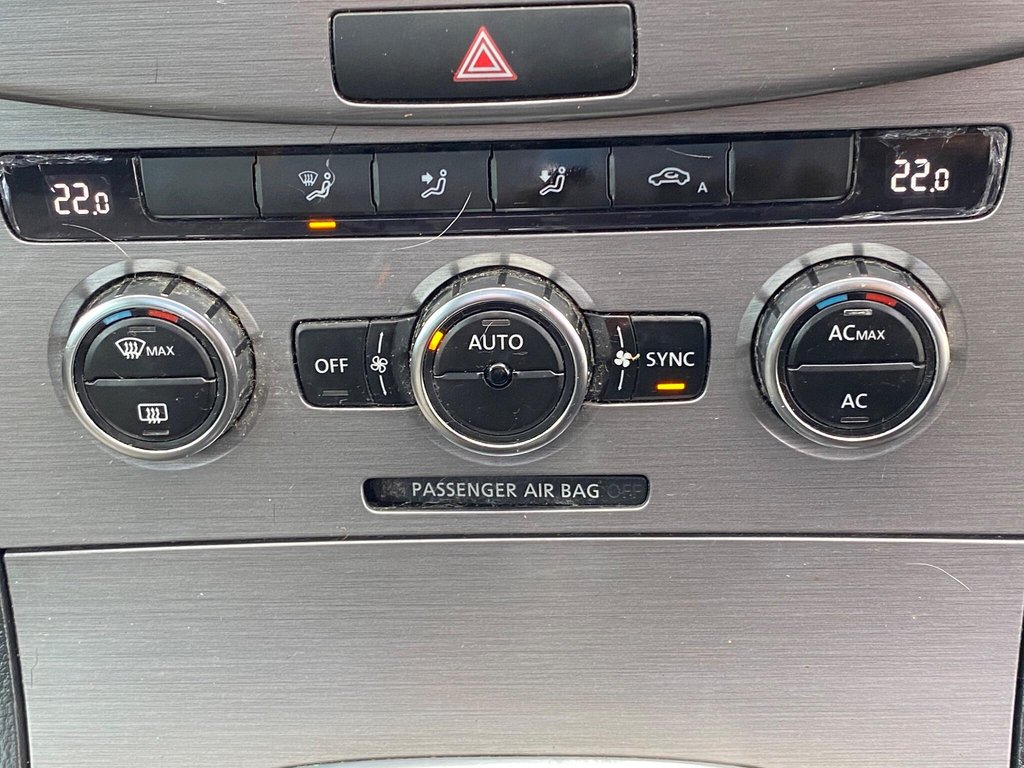 22.0
A
22.0
MAX
OFF
AUTO
SYNC
ACMAX
AC
PASSENGER AIR BAG OFF